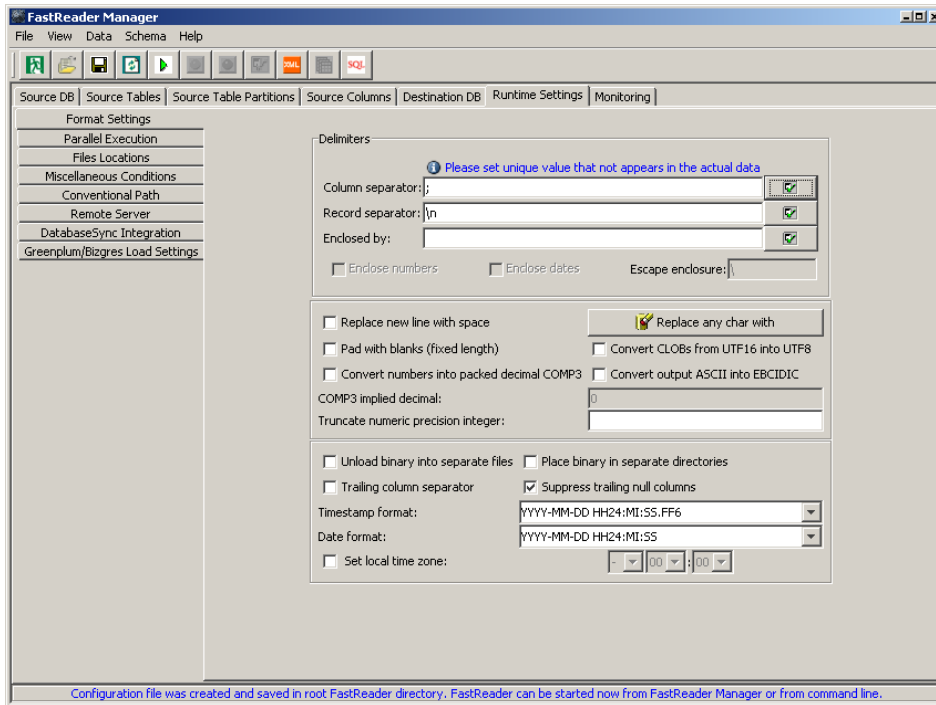 FastReader Manager
File View Data Schema Help
XML SQL
Source DB Source Tables Source Table Partitions Source Columns Destination DB Runtime Settings Monitoring
Format Settings
Parallel Execution
Files Locations
Miscellaneous Conditions
Conventional Path
Remote Server
DatabaseSync Integration
Greenplum/Bizgres Load Settings
Delimiters
Please set unique value that not appears in the actual data
Column separator: ;
Record separator: \n
Enclosed by:
Enclose numbers Enclose dates Escape enclosure: \
Replace new line with space Replace any char with
Pad with blanks (fixed length) Convert CLOBs from UTF16 into UTF8
Convert numbers into packed decimal COMP3 Convert output ASCII into EBCIDIC
COMP3 implied decimal: 0
Truncate numeric precision integer:
Unload binary into separate files Place binary in separate directories
Trailing column separator Suppress trailing null columns
Timestamp format: YYYY-MM-DD HH24:MI:SS.FF6
Date format: YYYY-MM-DD HH24:MI:SS
Set local time zone: - 00 : 00
Configuration file was created and saved in root FastReader directory. FastReader can be started now from FastReader Manager or from command line.